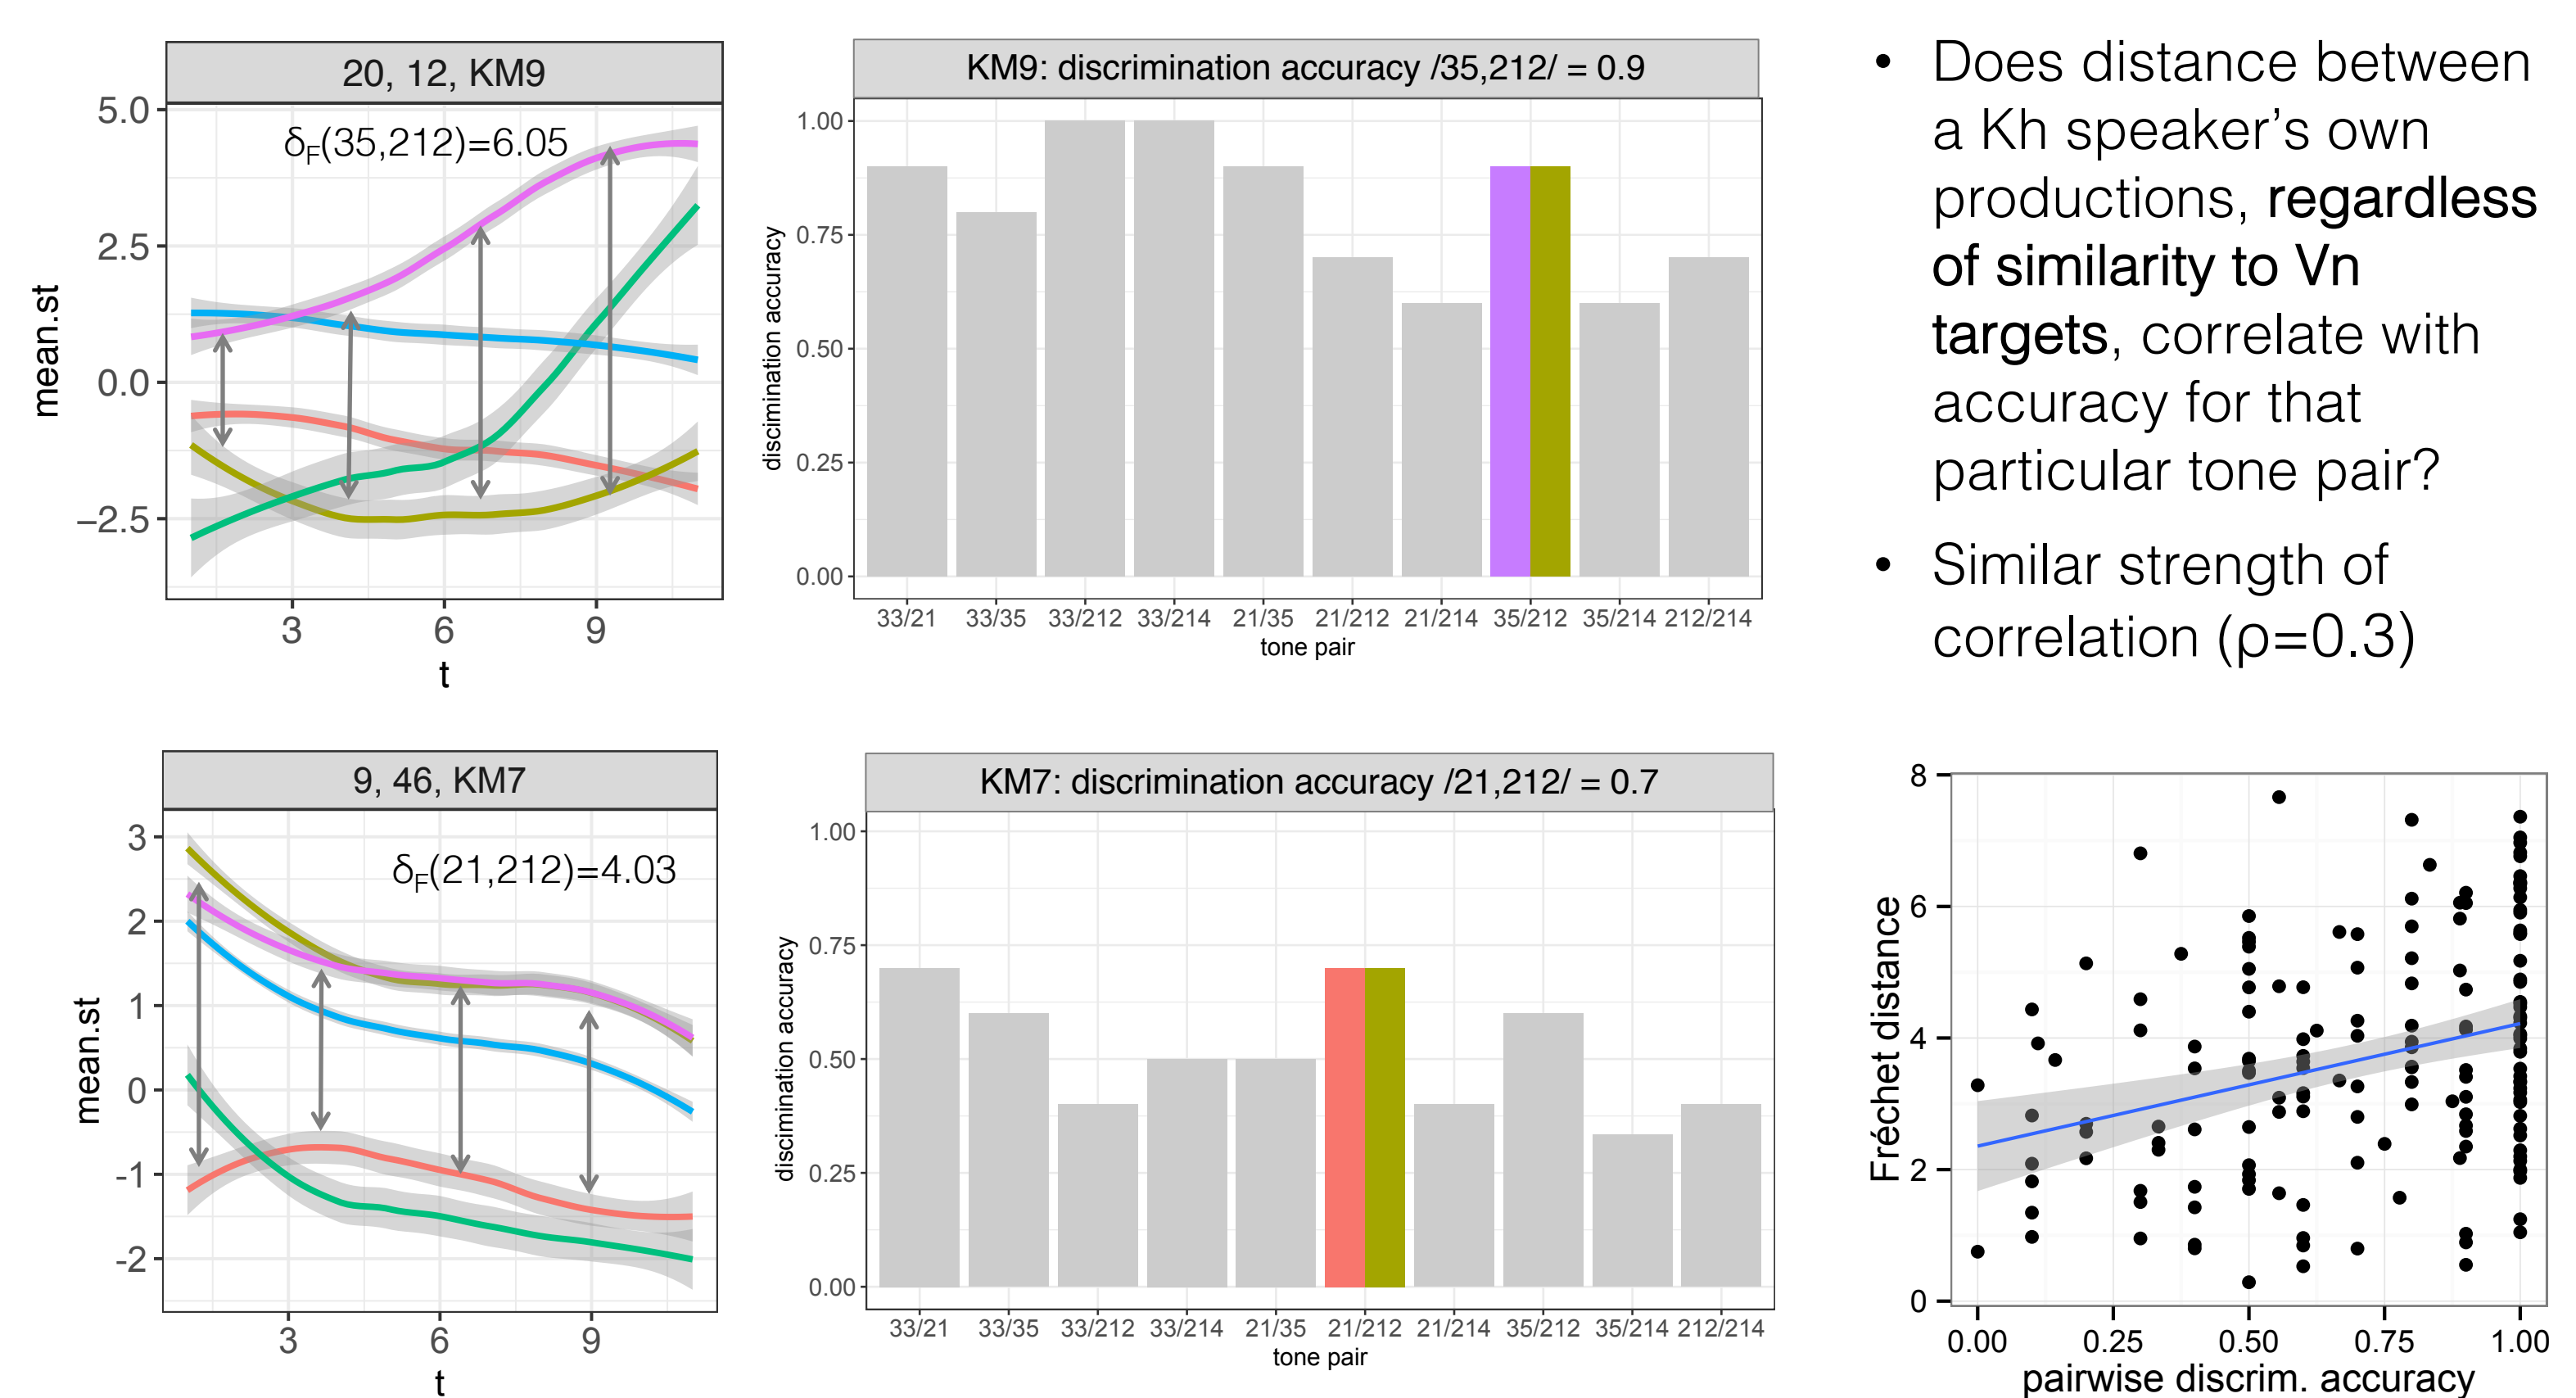 20, 12, KM9
δF(35,212)=6.05
5.0
2.5
0.0
−2.5
mean.st
3 6 9
t
KM9: discrimination accuracy /35,212/ = 0.9
1.00
0.75
0.50
0.25
0.00
discimination accuracy
33/21 33/35 33/212 33/214 21/35 21/212 21/214 35/212 35/214 212/214
tone pair
• Does distance between
a Kh speaker’s own
productions, regardless
of similarity to Vn
targets, correlate with
accuracy for that
particular tone pair?
• Similar strength of
correlation (ρ=0.3)
9, 46, KM7
δF(21,212)=4.03
3
2
1
0
-1
-2
mean.st
3 6 9
t
KM7: discrimination accuracy /21,212/ = 0.7
1.00
0.75
0.50
0.25
0.00
discimination accuracy
33/21 33/35 33/212 33/214 21/35 21/212 21/214 35/212 35/214 212/214
tone pair
8
6
4
2
0
Fréchet distance
0.00 0.25 0.50 0.75 1.00
pairwise discrim. accuracy